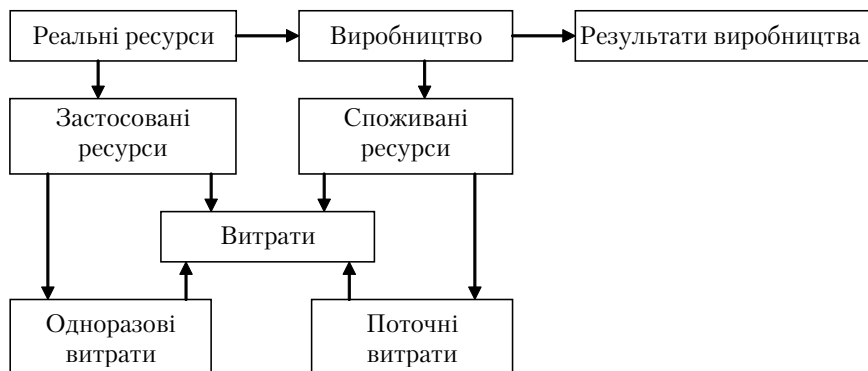 Реальні ресурси
Виробництво
Результати виробництва
Застосовані
ресурси
Споживані
ресурси
Витрати
Одноразові
витрати
Поточні
витрати